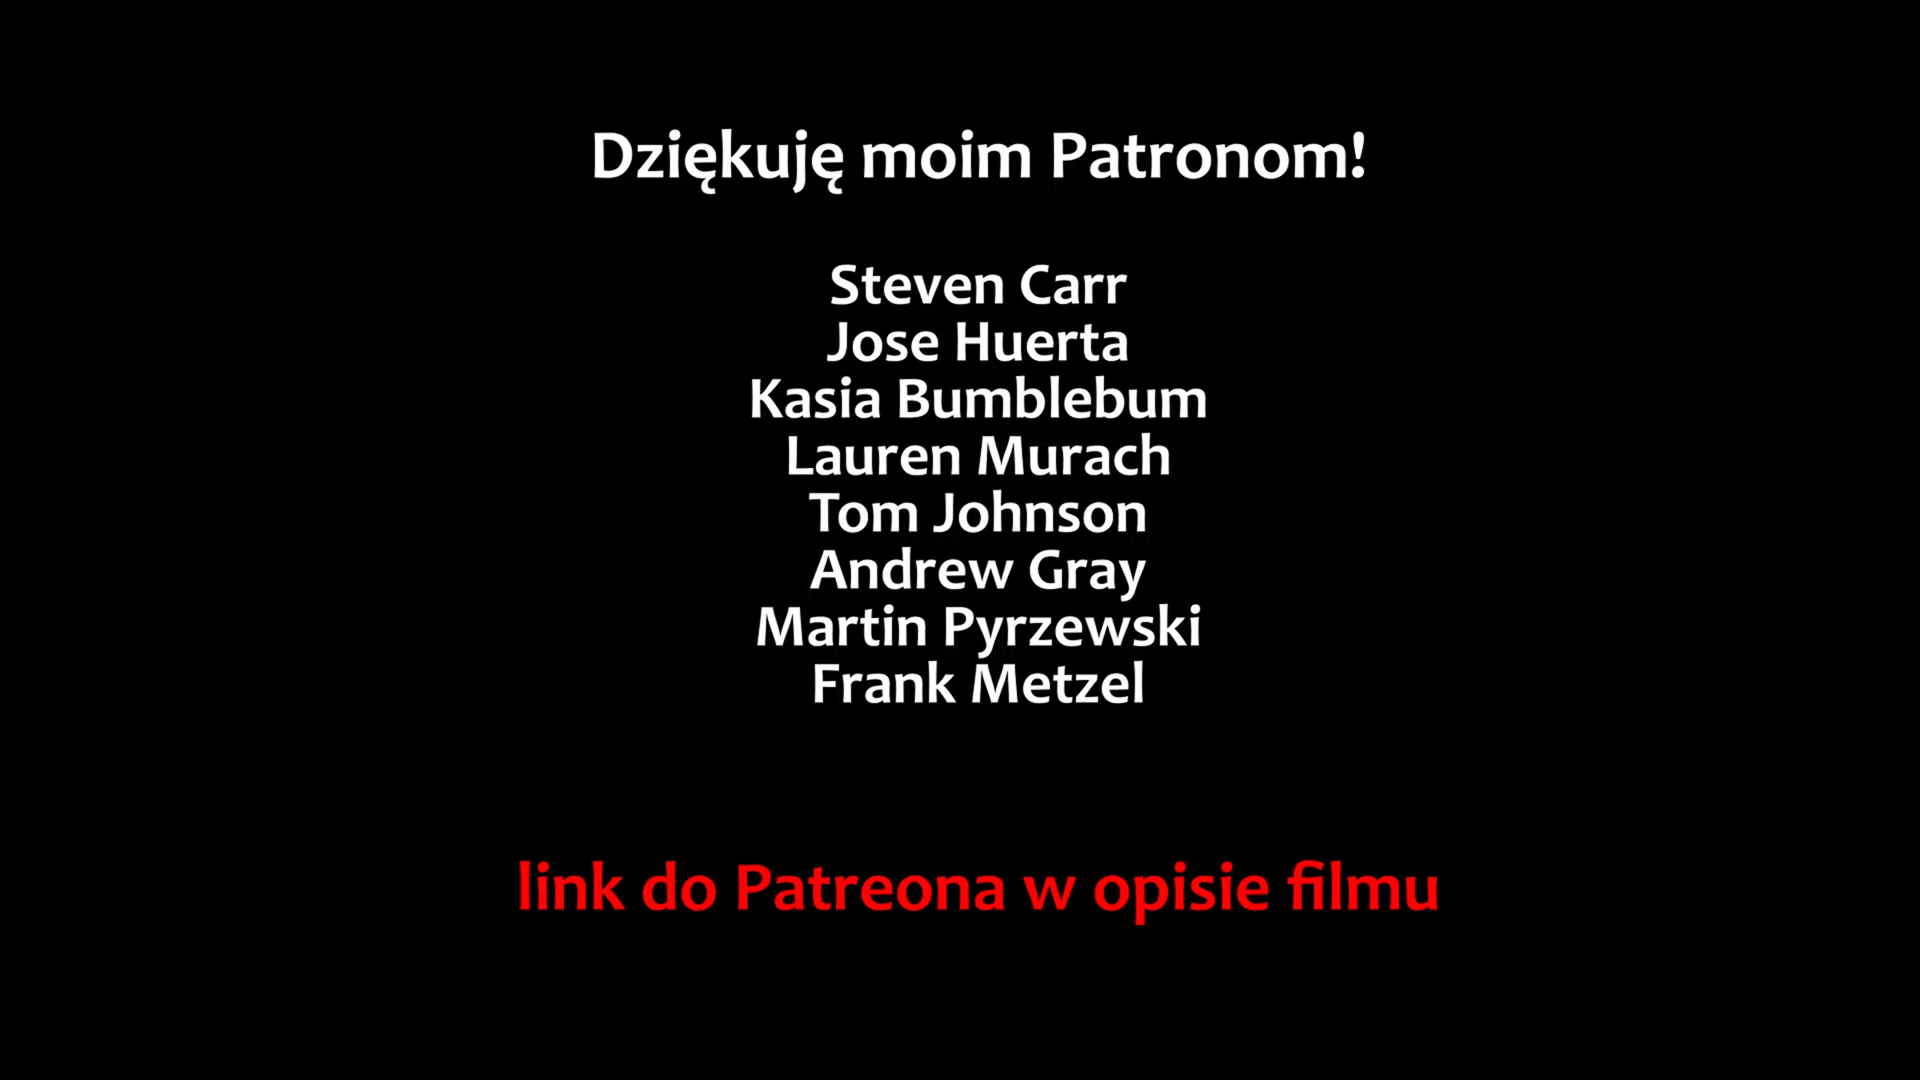 Dziękuję moim Patronom!
Steven Carr
Jose Huerta
Kasia Bumblebum
Lauren Murach
Tom Johnson
Andrew Gray
Martin Pyrzewski
Frank Metzel
link do Patreona w opisie filmu